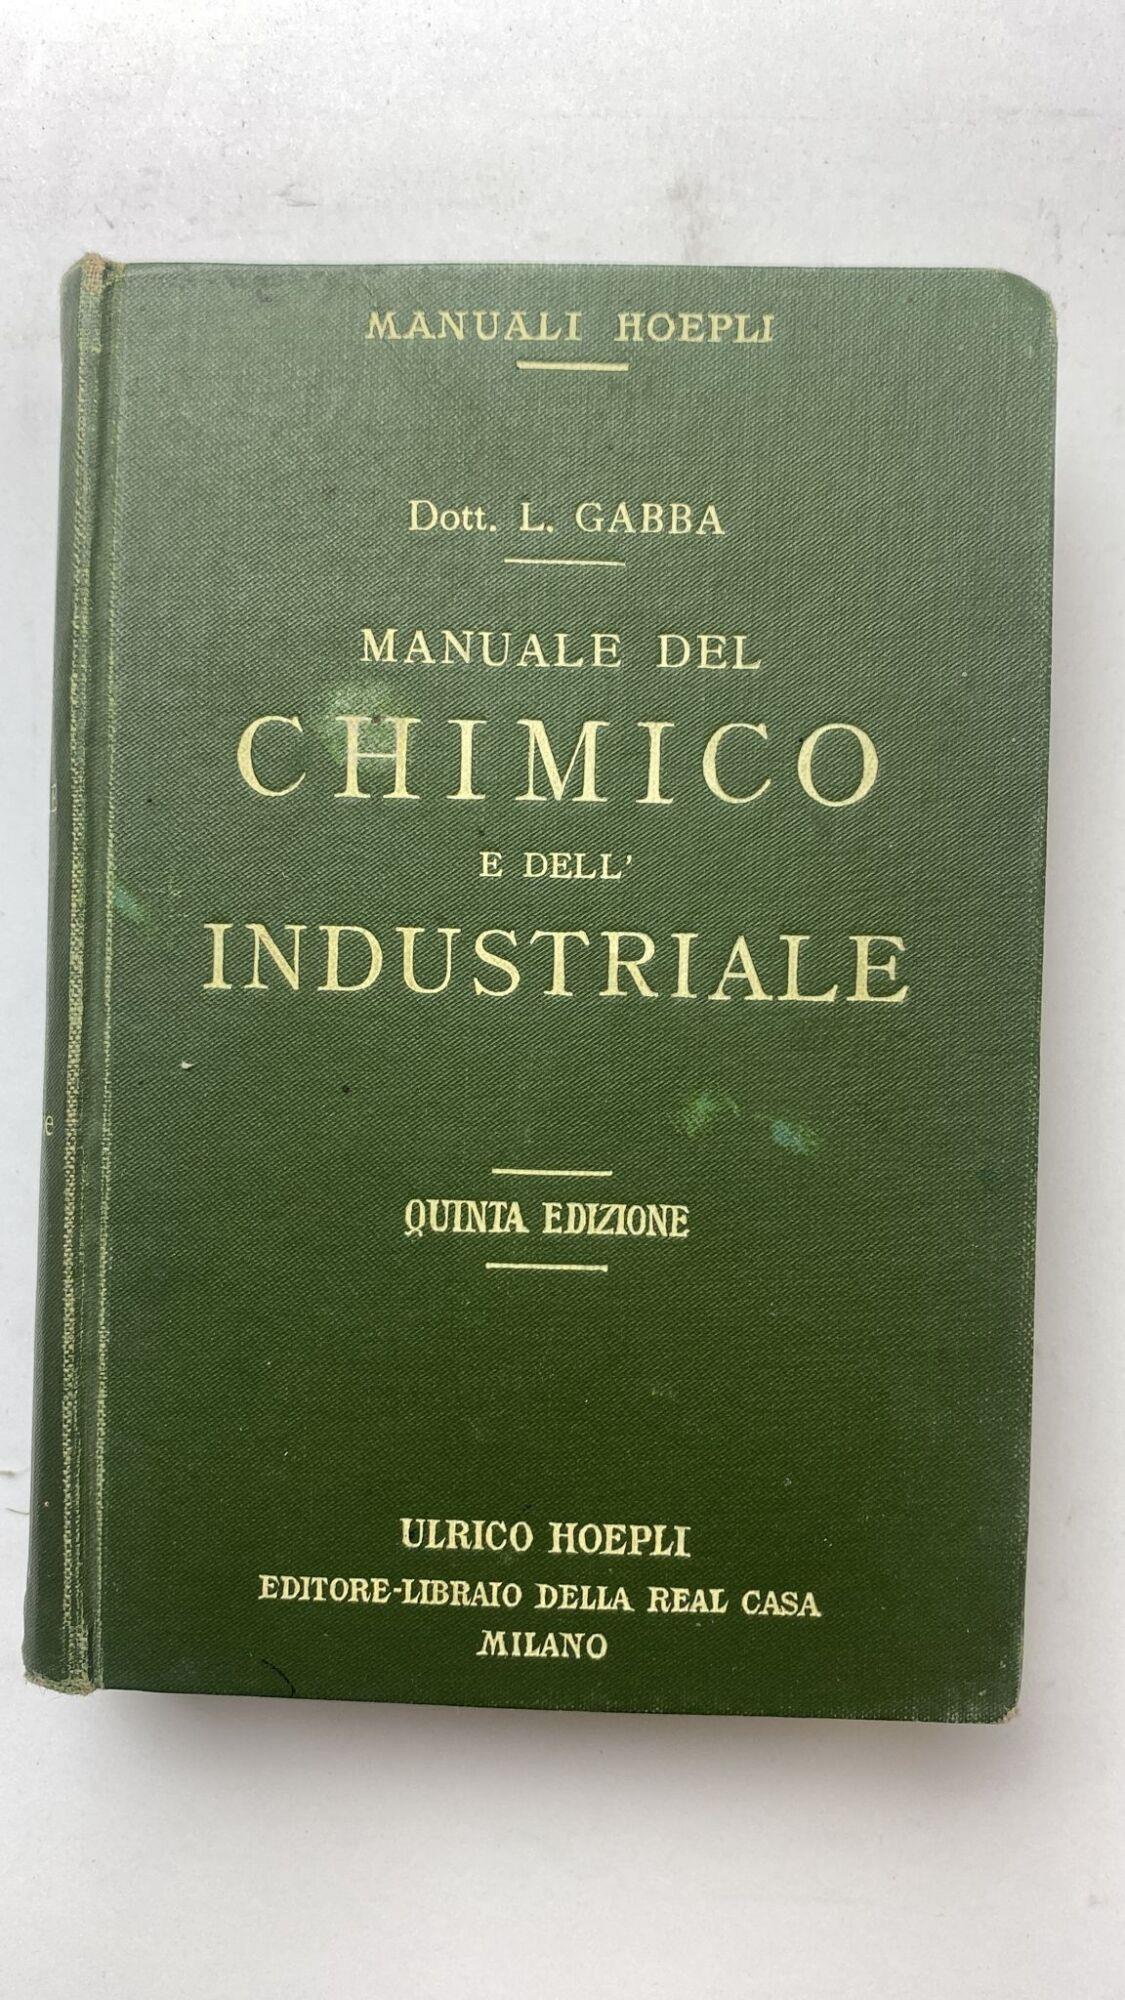 MANUALI HOEPLI
Dott. L. GABBA
MANUALE DEL
CHIMICO
E DELL'
INDUSTRIALE
QUINTA EDIZIONE
ULRICO HOEPLI
EDITORE-LIBRAIO DELLA REAL CASA
MILANO